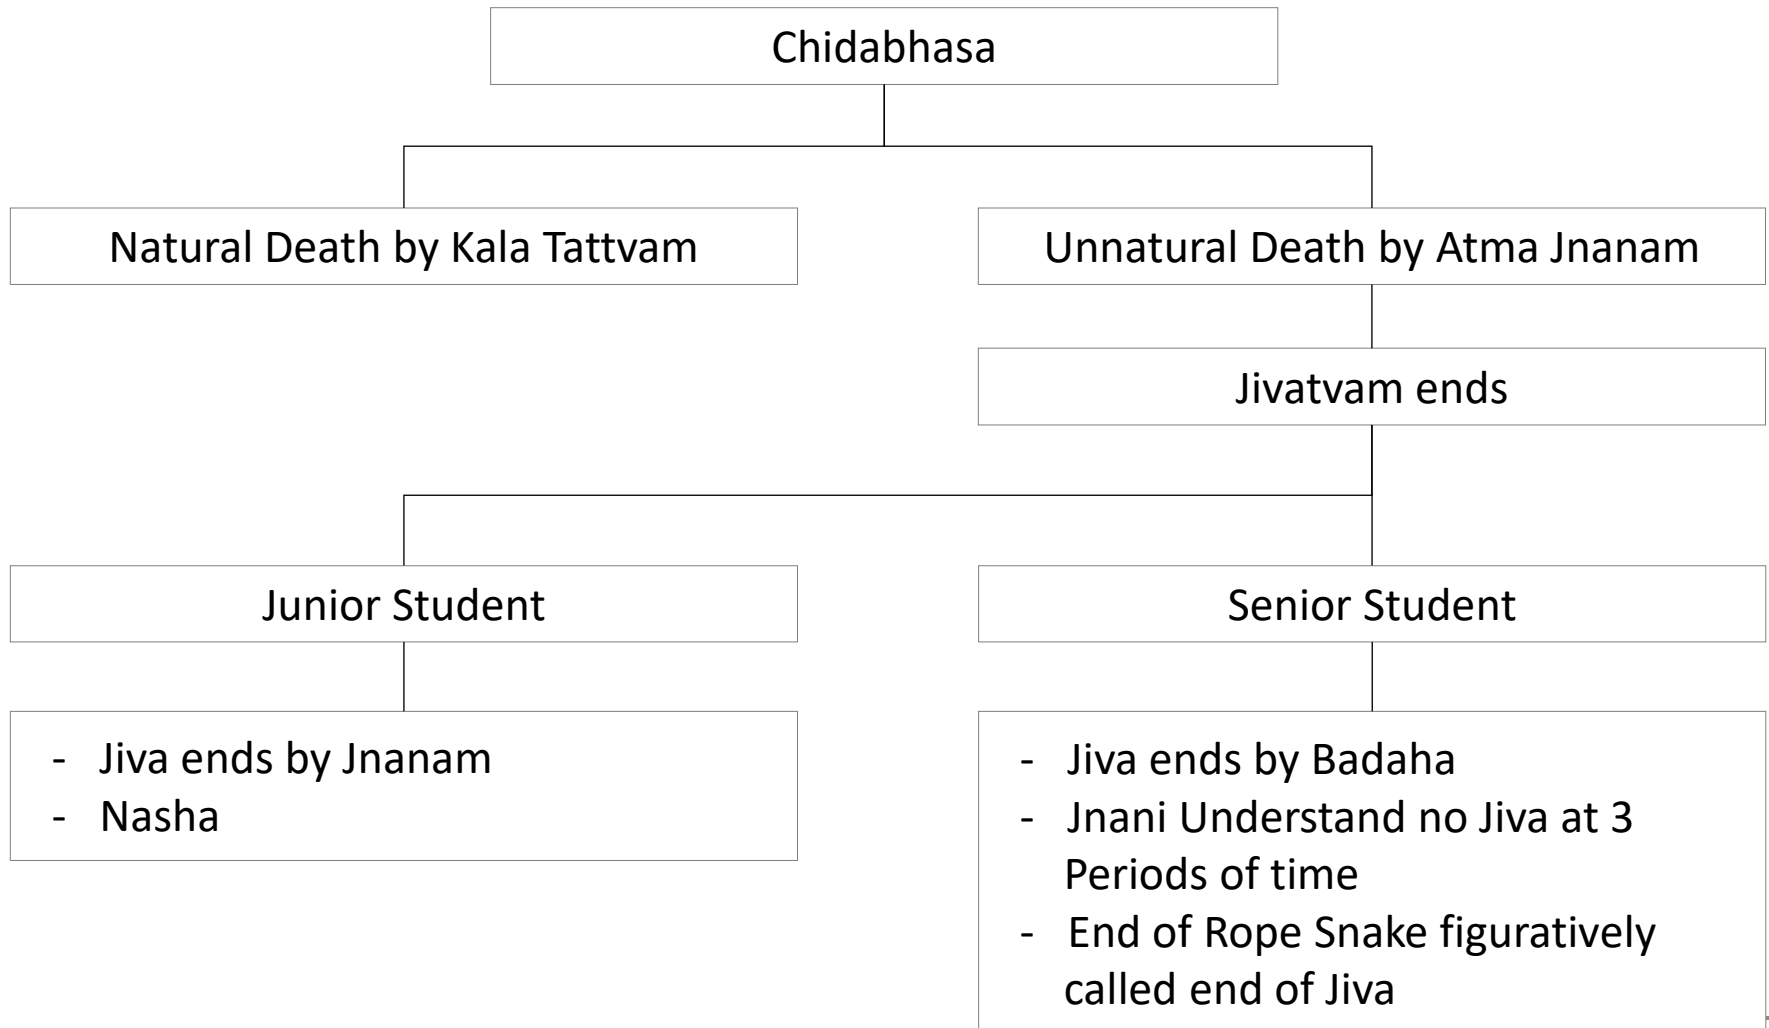 Chidabhasa
Natural Death by Kala Tattvam
Unnatural Death by Atma Jnanam
Jivatvam ends
Junior Student
Senior Student
- Jiva ends by Jnanam
- Nasha
- Jiva ends by Badaha
- Jnani Understand no Jiva at 3
Periods of time
- End of Rope Snake figuratively
called end of Jiva